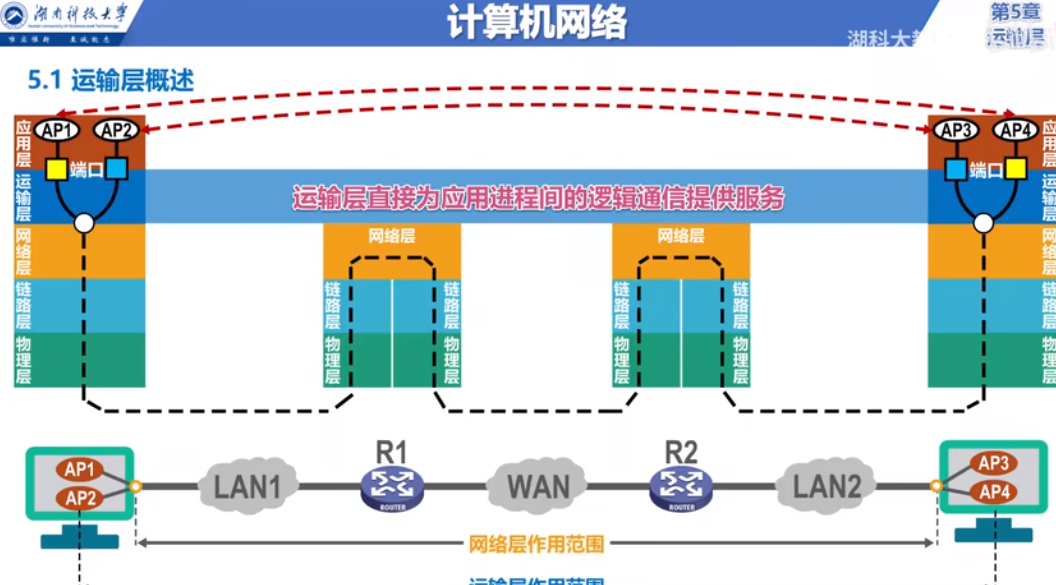 湖南科技大学
Hunan University of Science and Technology
计算机网络
第5章
运输层
湖科大教
5.1 运输层概述
应用层
AP1
AP2
端口
AP3
AP4
端口
应用层
运输层
运输层直接为应用进程间的逻辑通信提供服务
运输层
网络层
网络层
网络层
网络层
链路层
链路层
链路层
链路层
链路层
链路层
物理层
物理层
物理层
物理层
物理层
物理层
R1
R2
AP1
AP2
LAN1
ROUTER
WAN
ROUTER
LAN2
AP3
AP4
网络层作用范围
运输层作用范围